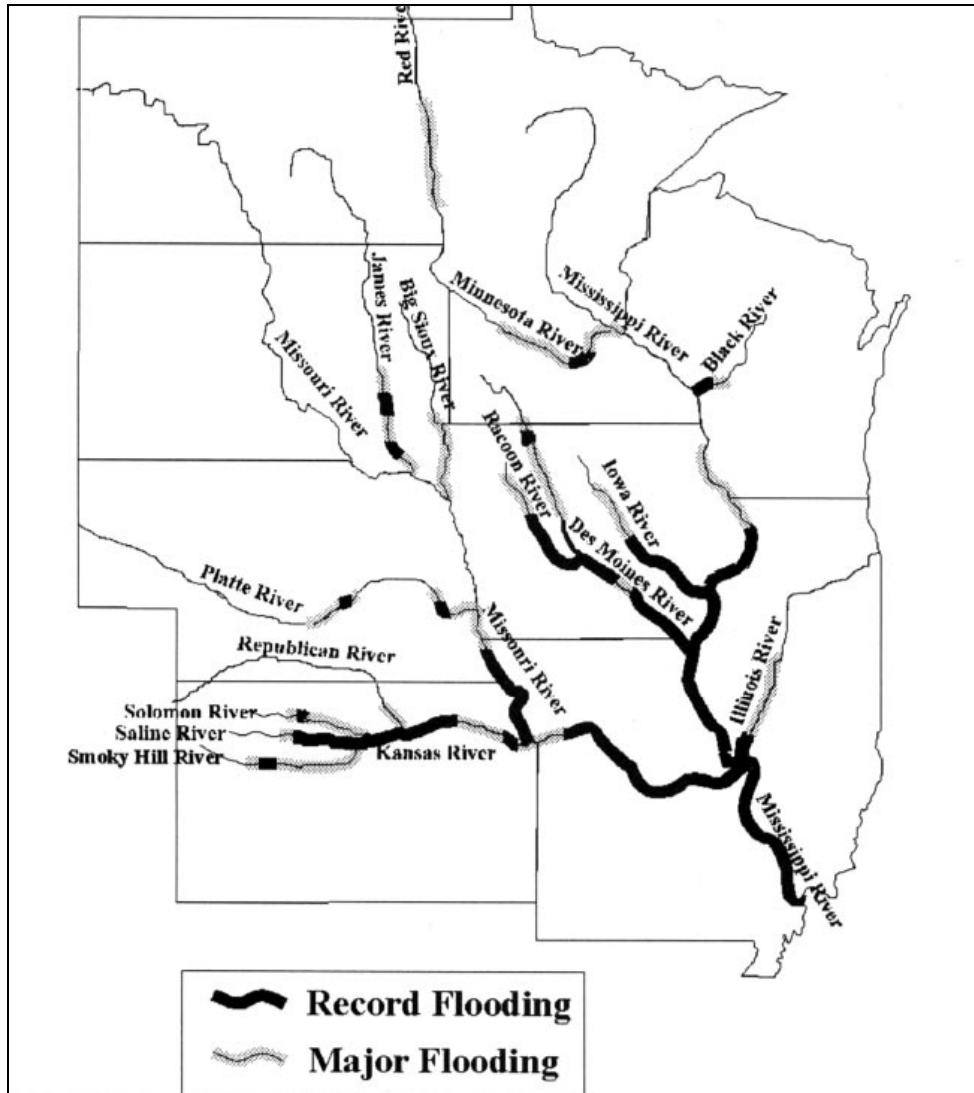 Red River
James River
Big Sioux River
Missouri River
Minnesota River
Mississippi River
Black River
Racoon River
Iowa River
Des Moines River
Platte River
Missouri River
Republican River
Illinois River
Solomon River
Saline River
Kansas River
Smoky Hill River
Mississippi River
Record Flooding
Major Flooding